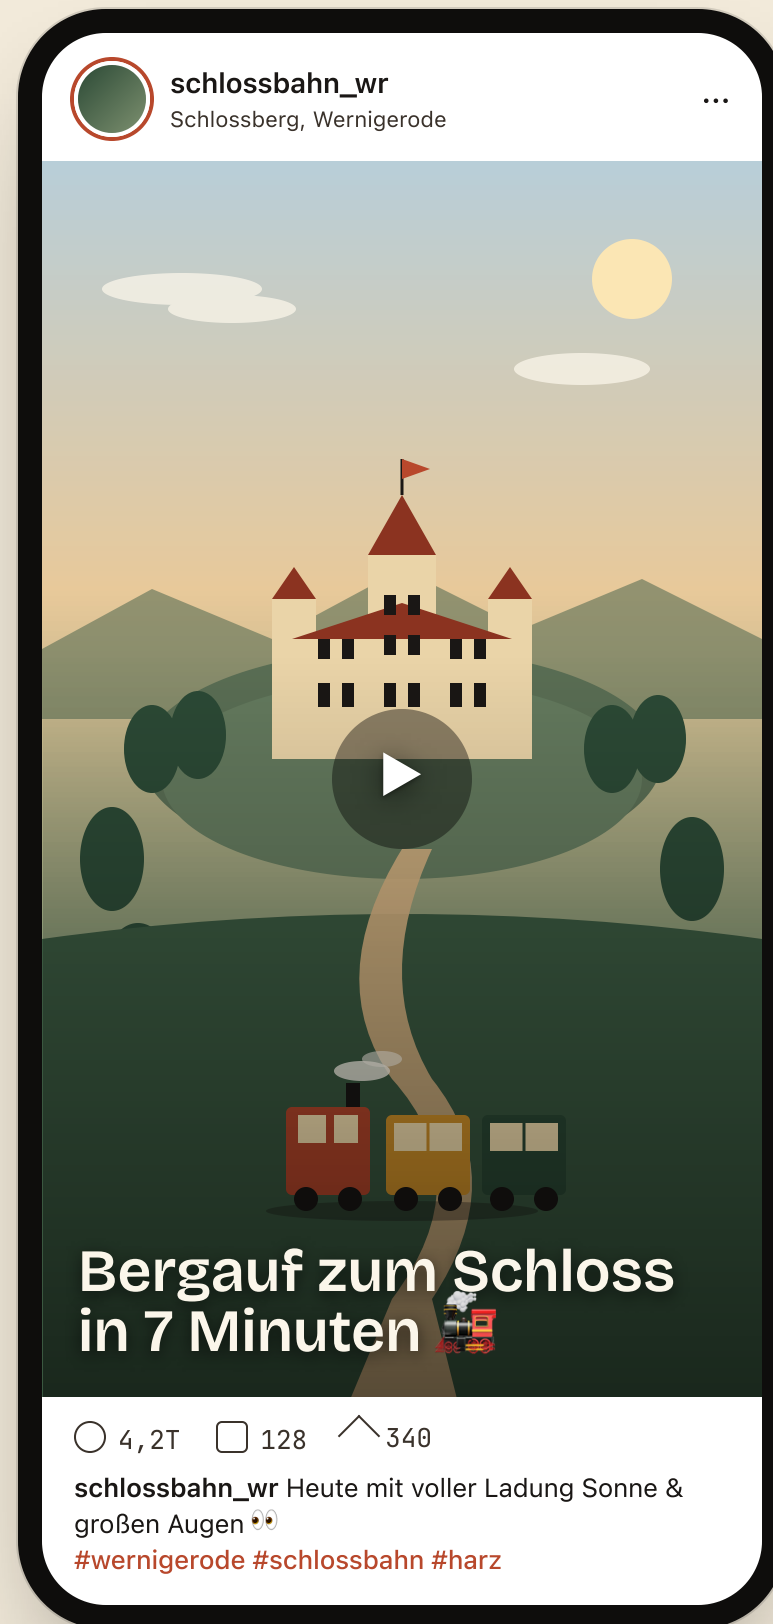 schlossbahn_wr
Schlossberg, Wernigerode
Bergauf zum Schloss
in 7 Minuten 🚂
4,2T 128 340
schlossbahn_wr Heute mit voller Ladung Sonne &
großen Augen 👀
#wernigerode #schlossbahn #harz